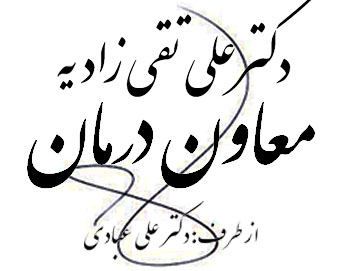 دکتر علی تقی زادیه
معاون درمان
از طرف: دکتر علی عبادی